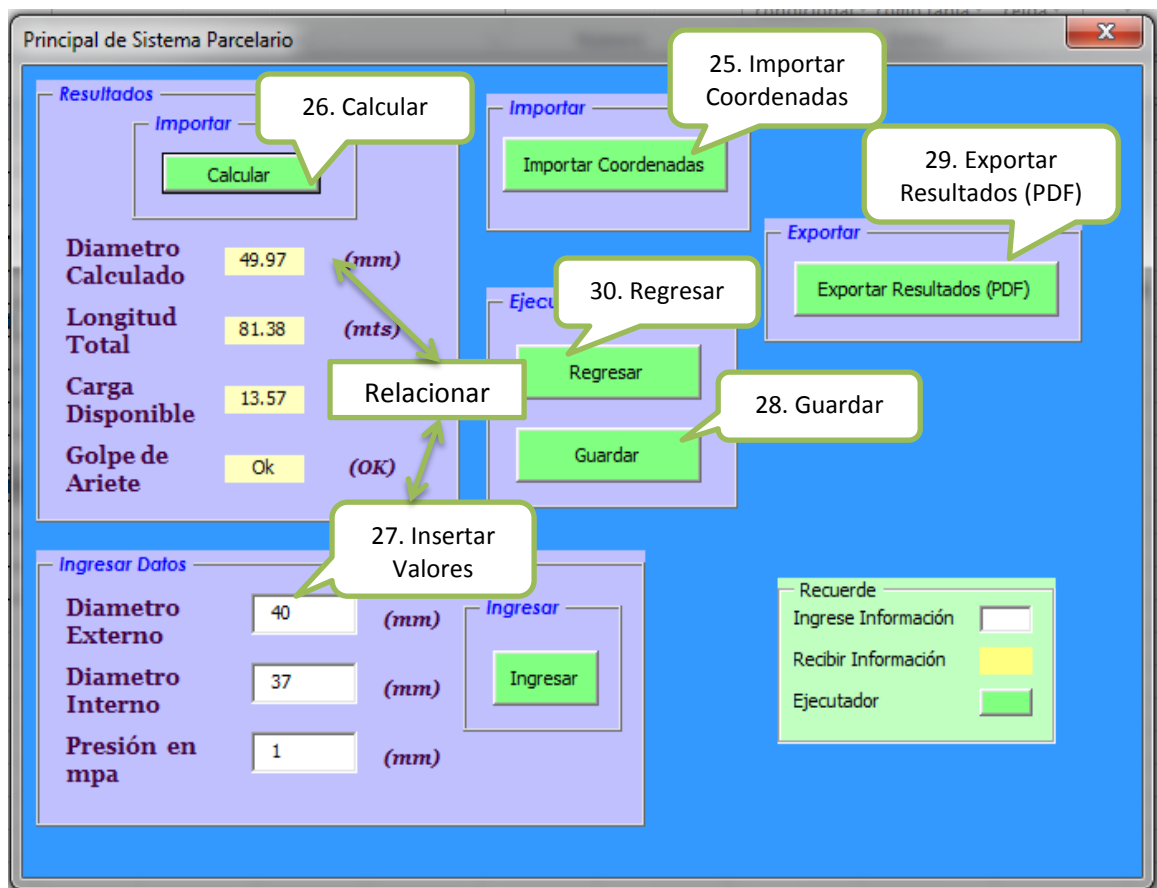 Principal de Sistema Parcelario
Resultados
Importar
Calcular
26. Calcular
Diametro
Calculado
49.97
(mm)
Longitud
Total
81.38
(mts)
Carga
Disponible
13.57
Golpe de
Ariete
Ok
(OK)
Relacionar
Importar
Importar Coordenadas
25. Importar
Coordenadas
29. Exportar
Resultados (PDF)
Exportar
Exportar Resultados (PDF)
30. Regresar
Regresar
28. Guardar
Guardar
27. Insertar
Valores
Ingresar Datos
Diametro
Externo
40
(mm)
Diametro
Interno
37
(mm)
Presión en
mpa
1
(mm)
Ingresar
Ingresar
Recuerde
Ingrese Información
Recibir Información
Ejecutador